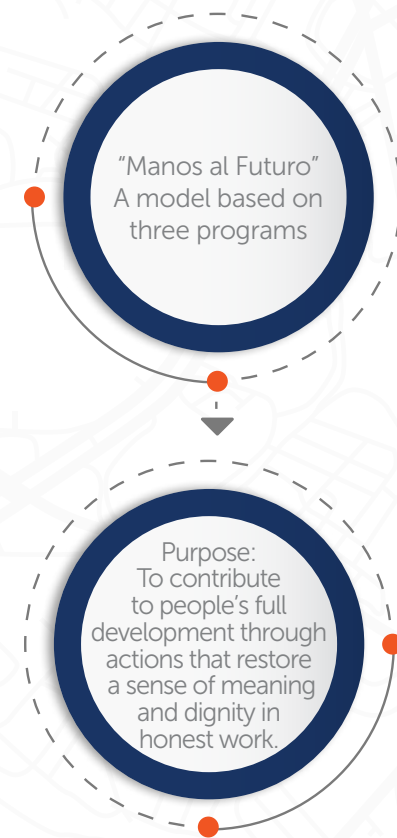 “Manos al Futuro”
A model based on
three programs
Purpose:
To contribute
to people’s full
development through
actions that restore
a sense of meaning
and dignity in
honest work.